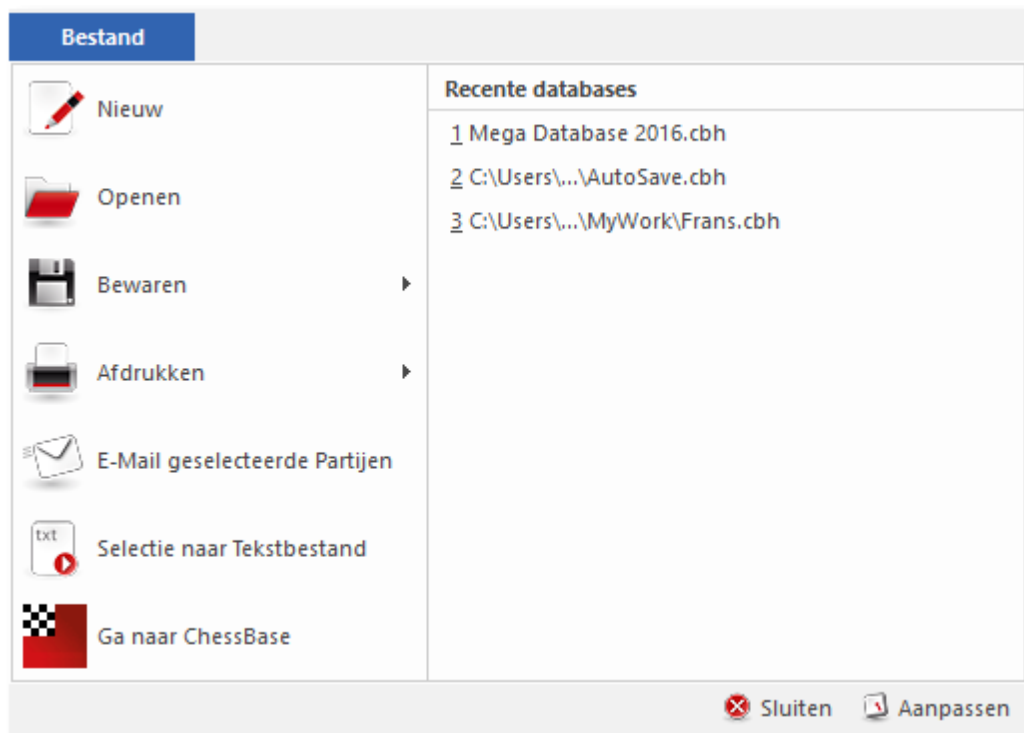 Bestand
Nieuw
Openen
Bewaren
Afdrukken
E-Mail geselecteerde Partijen
txt
Selectie naar Tekstbestand
Ga naar ChessBase
Recente databases
1 Mega Database 2016.cbh
2 C:\Users\...\AutoSave.cbh
3 C:\Users\...\MyWork\Frans.cbh
Sluiten
Aanpassen